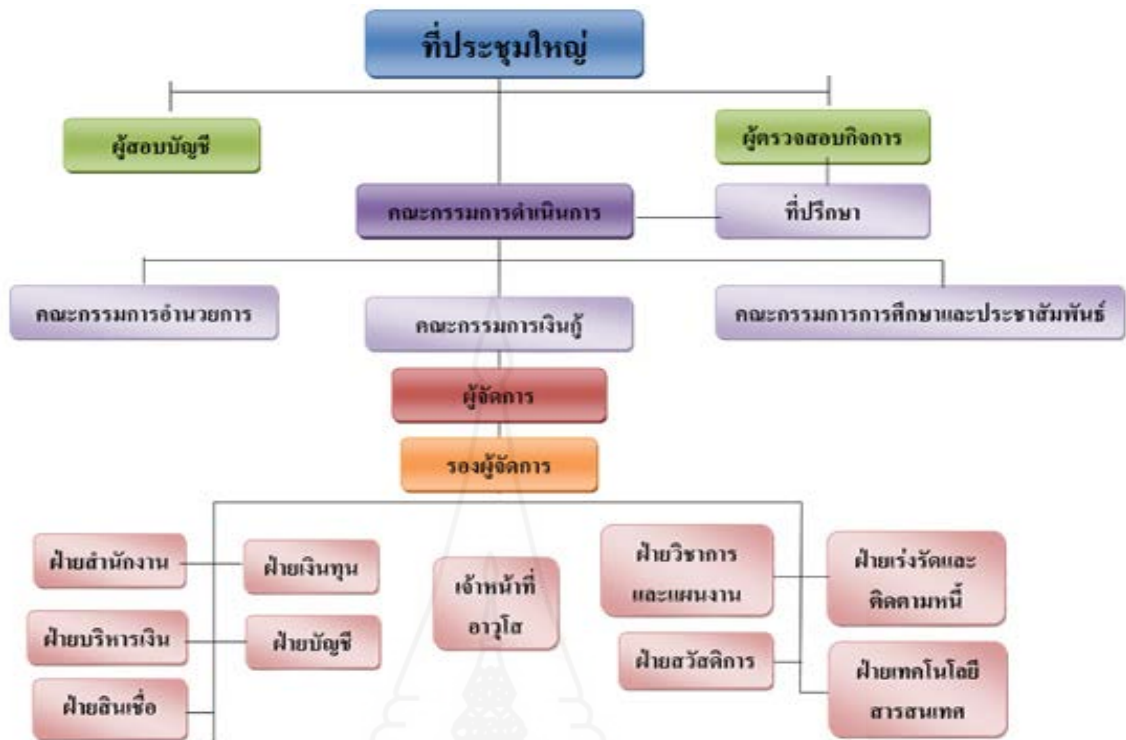 ที่ประชุมใหญ่
ผู้สอบบัญชี
ผู้ตรวจสอบกิจการ
คณะกรรมการดำเนินการ
ที่ปรึกษา
คณะกรรมการอำนวยการ
คณะกรรมการเงินกู้
คณะกรรมการการศึกษาและประชาสัมพันธ์
ผู้จัดการ
รองผู้จัดการ
ฝ่ายสำนักงาน
ฝ่ายเงินทุน
ฝ่ายบริหารเงิน
ฝ่ายบัญชี
ฝ่ายสินเชื่อ
เจ้าหน้าที่
อาวุโส
ฝ่ายวิชาการ
และแผนงาน
ฝ่ายเร่งรัดและ
ติดตามหนี้
ฝ่ายสวัสดิการ
ฝ่ายเทคโนโลยี
สารสนเทศ